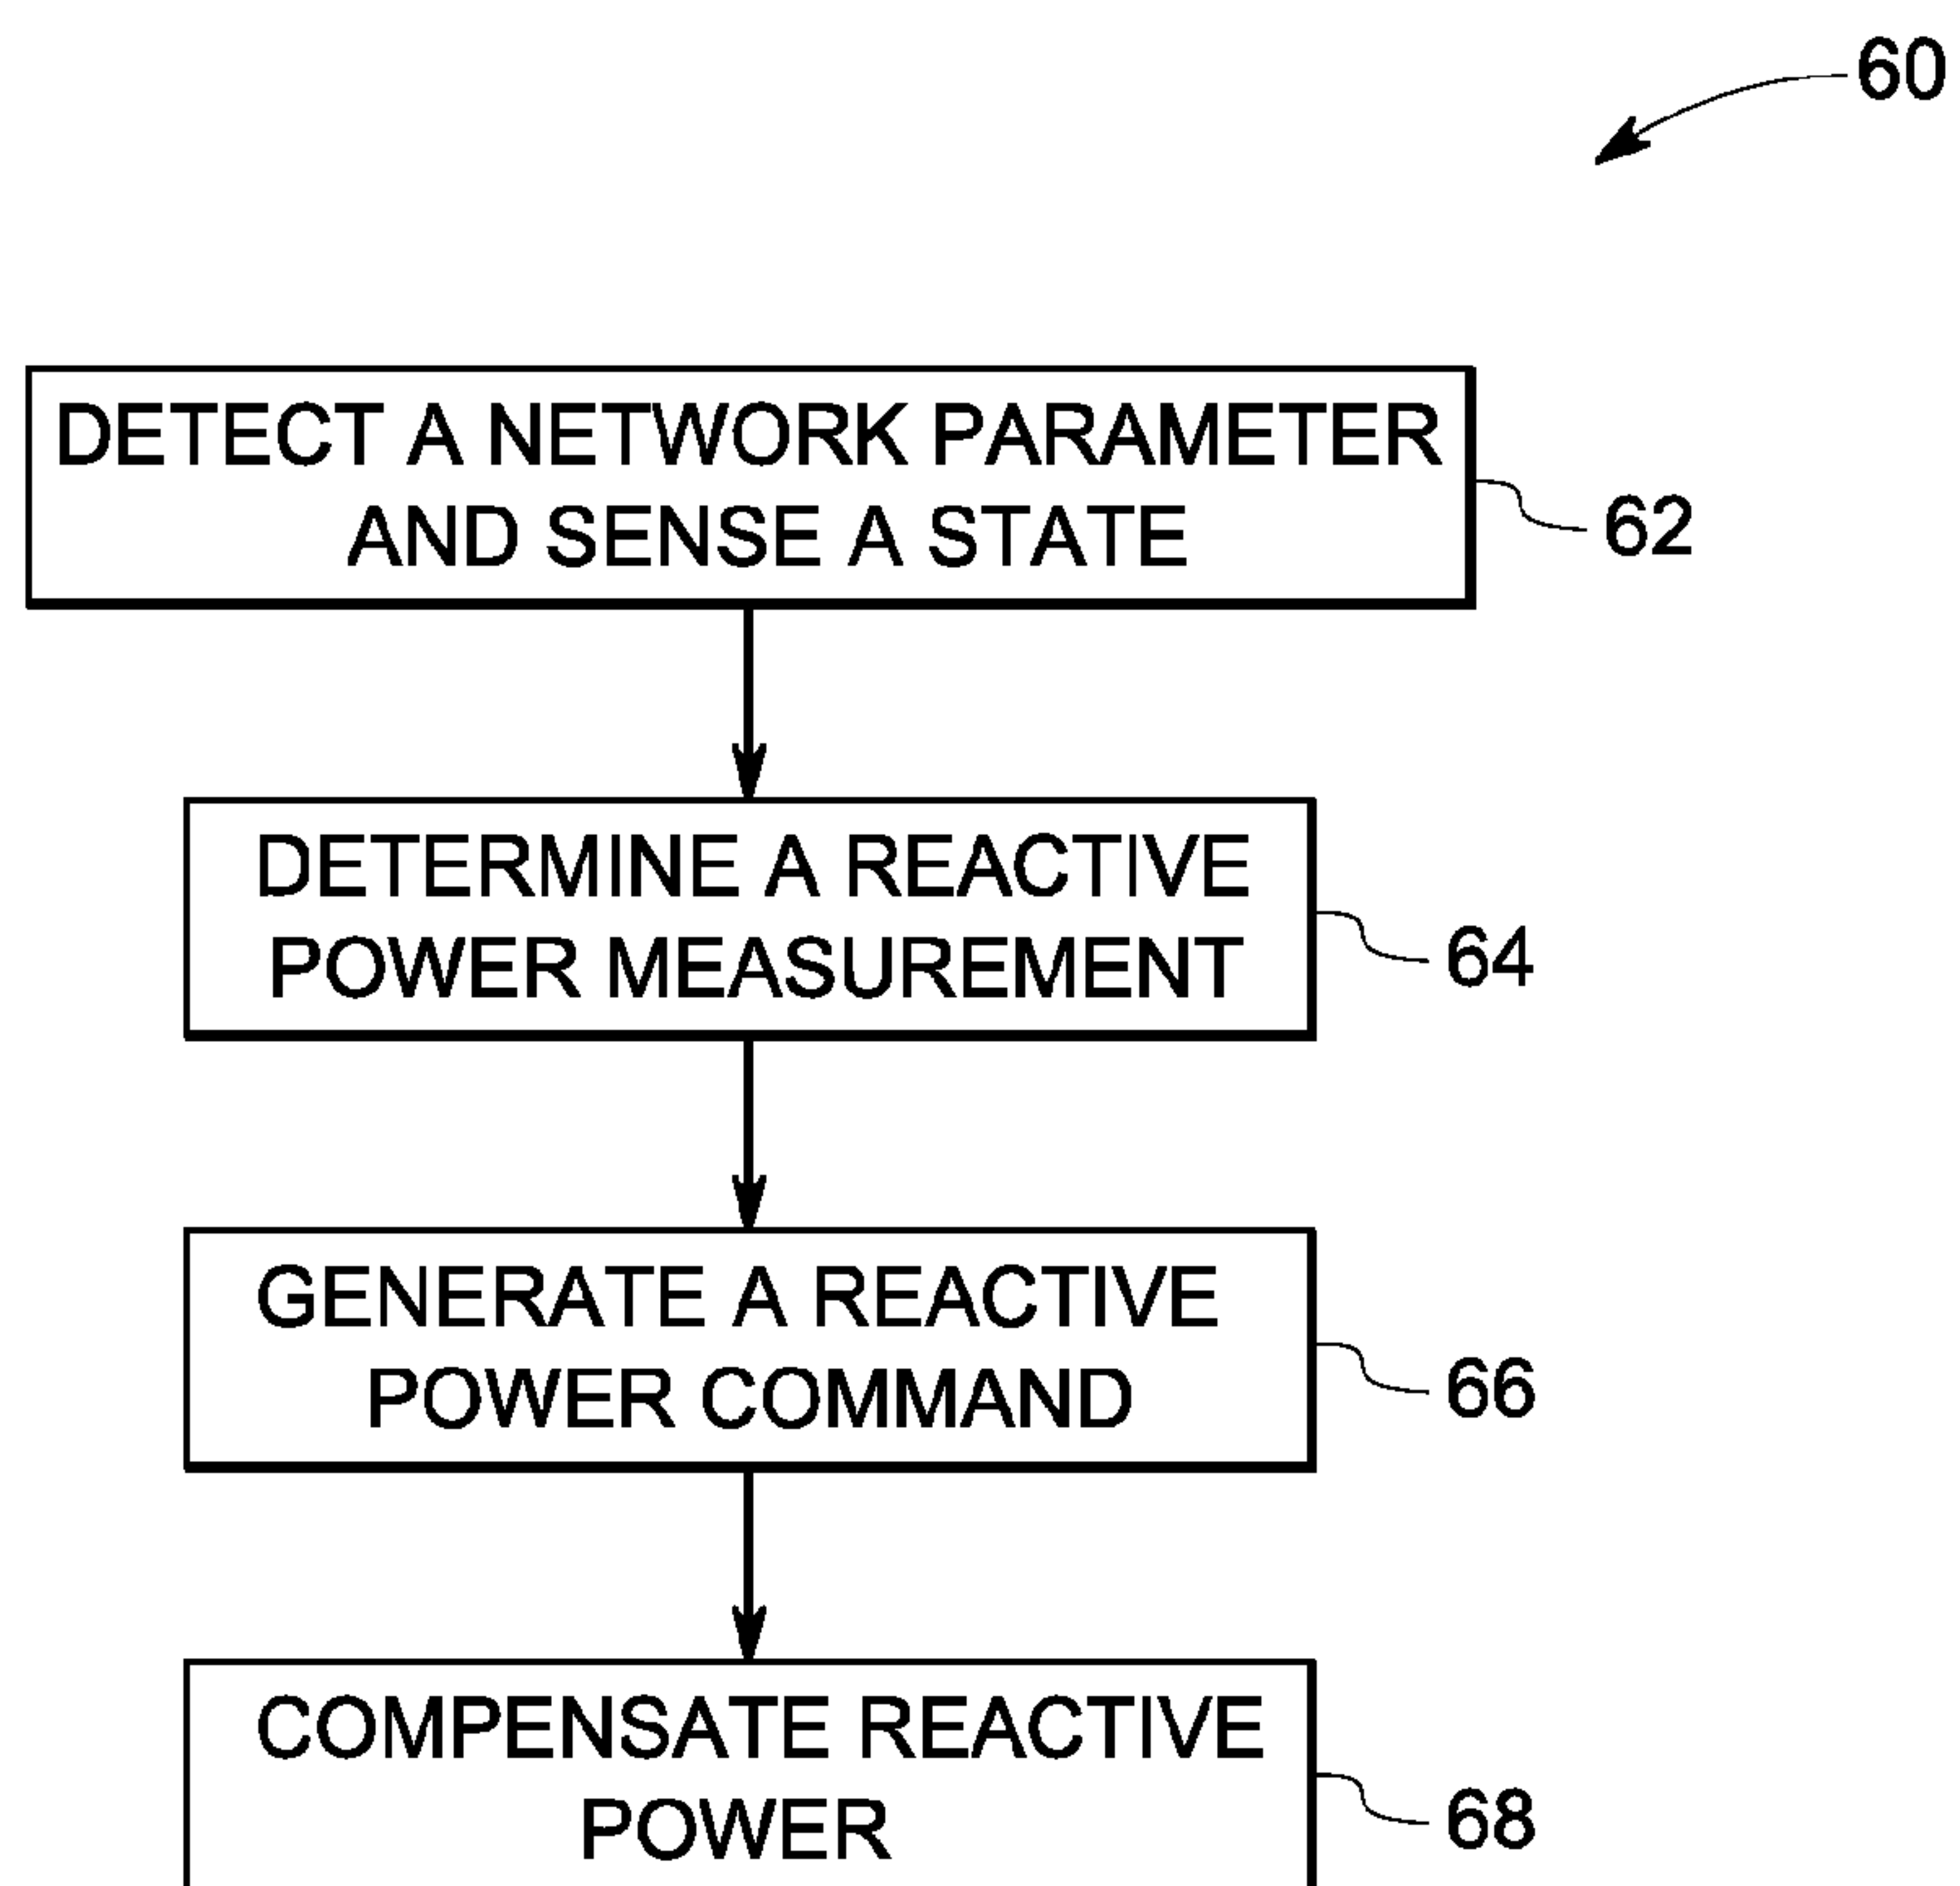 60
DETECT A NETWORK PARAMETER
AND SENSE A STATE
62
DETERMINE A REACTIVE
POWER MEASUREMENT
64
GENERATE A REACTIVE
POWER COMMAND
66
COMPENSATE REACTIVE
POWER
68